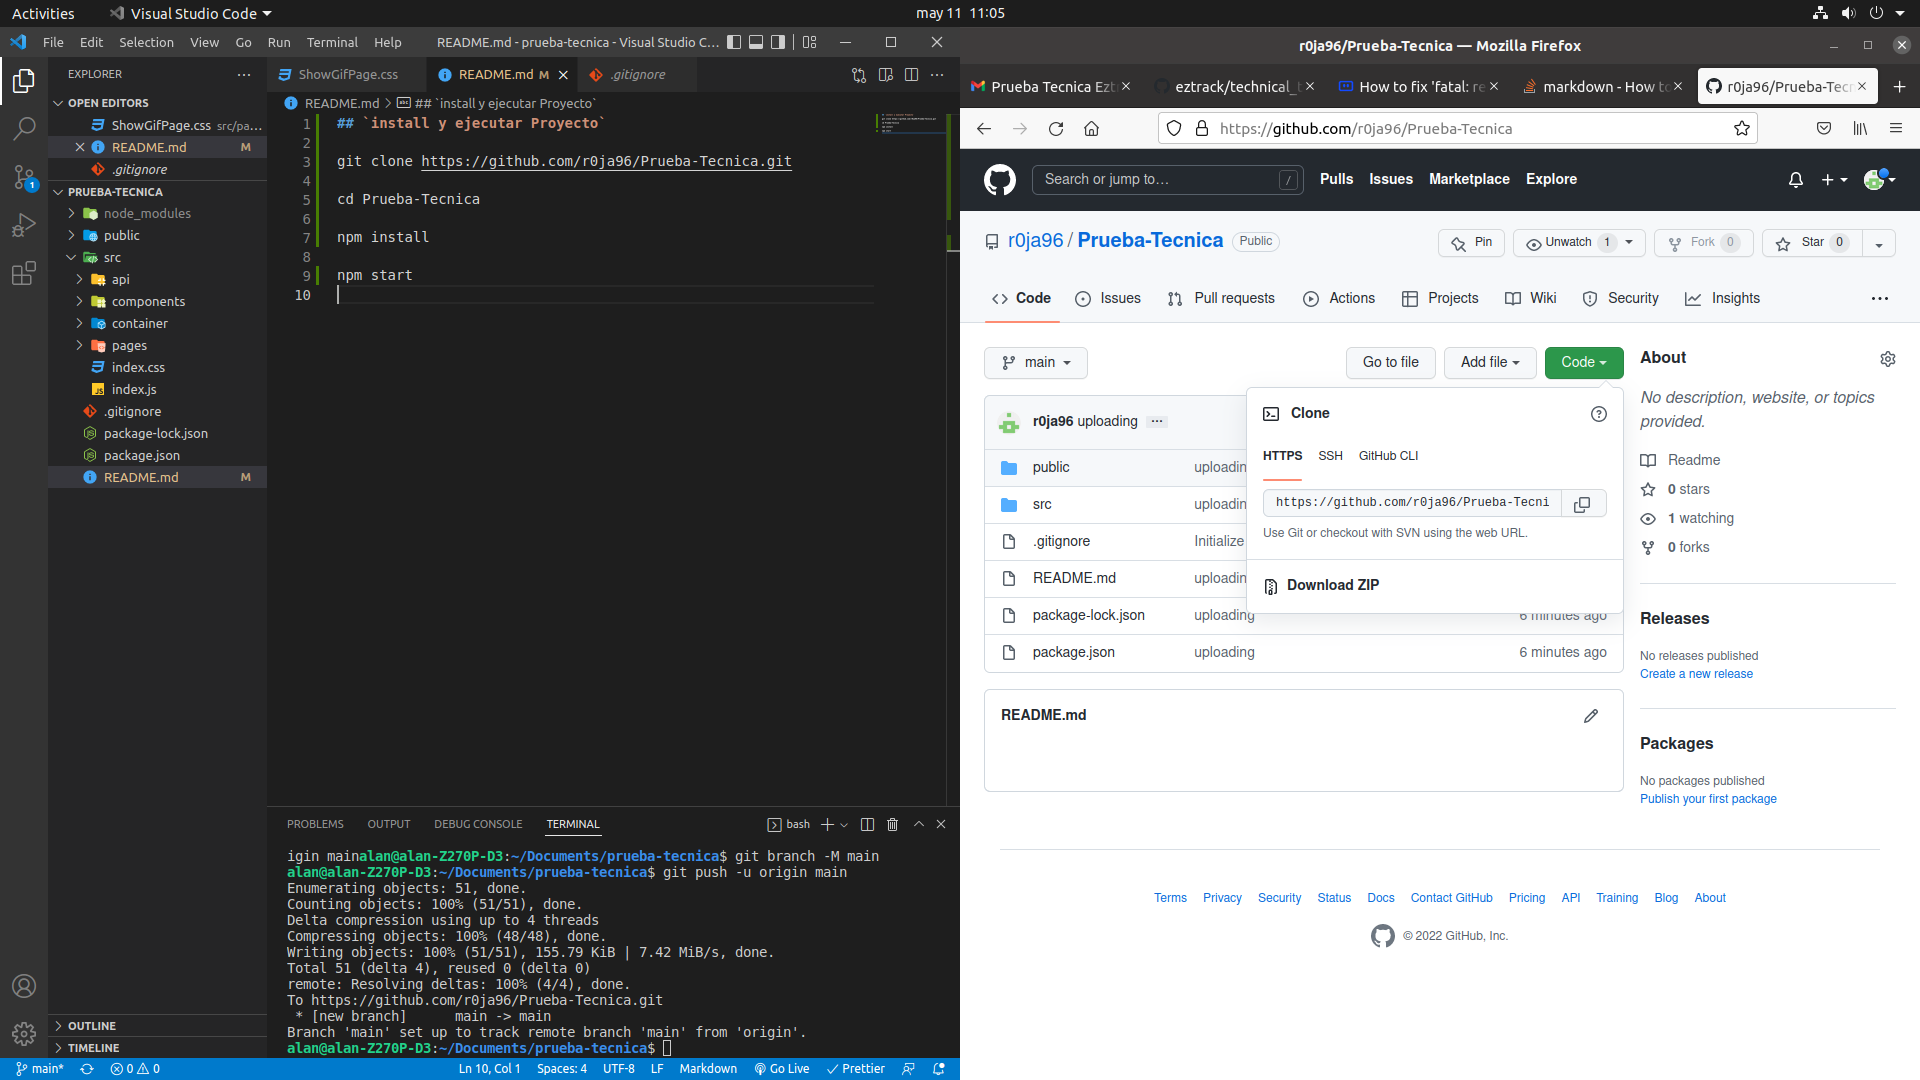 Activities
Visual Studio Code
may 11 11:05
File Edit Selection View Go Run Terminal Help
README.md - prueba-tecnica - Visual Studio C...
EXPLORER
OPEN EDITORS
ShowGifPage.css src/pa...
README.md M
.gitignore
PRUEBA-TECNICA
node_modules
public
src
api
components
container
pages
index.css
index.js
.gitignore
package-lock.json
package.json
README.md M
OUTLINE
TIMELINE
ShowGifPage.css
README.md M
.gitignore
README.md > ## `install y ejecutar Proyecto`
1 ## `install y ejecutar Proyecto`
2
3 git clone https://github.com/r0ja96/Prueba-Tecnica.git
4
5 cd Prueba-Tecnica
6
7 npm install
8
9 npm start
10
PROBLEMS OUTPUT DEBUG CONSOLE TERMINAL
bash
igin mainalan@alan-Z270P-D3:~/Documents/prueba-tecnica$ git branch -M main
alan@alan-Z270P-D3:~/Documents/prueba-tecnica$ git push -u origin main
Enumerating objects: 51, done.
Counting objects: 100% (51/51), done.
Delta compression using up to 4 threads
Compressing objects: 100% (48/48), done.
Writing objects: 100% (51/51), 155.79 KiB | 7.42 MiB/s, done.
Total 51 (delta 4), reused 0 (delta 0)
remote: Resolving deltas: 100% (4/4), done.
To https://github.com/r0ja96/Prueba-Tecnica.git
 * [new branch]      main -> main
Branch 'main' set up to track remote branch 'main' from 'origin'.
alan@alan-Z270P-D3:~/Documents/prueba-tecnica$
main* 0 0
Ln 10, Col 1 Spaces: 4 UTF-8 LF Markdown Go Live Prettier
r0ja96/Prueba-Tecnica — Mozilla Firefox
Prueba Tecnica Ezt
eztrack/technical_t
How to fix 'fatal: re
markdown - How to
r0ja96/Prueba-Tecn
https://github.com/r0ja96/Prueba-Tecnica
Search or jump to… /
Pulls Issues Marketplace Explore
r0ja96 / Prueba-Tecnica Public
Pin
Unwatch 1
Fork 0
Star 0
Code Issues Pull requests Actions Projects Wiki Security Insights
main
Go to file
Add file
Code
r0ja96 uploading ...
public uploadin
src uploadin
.gitignore Initialize
README.md uploadin
package-lock.json uploading 6 minutes ago
package.json uploading 6 minutes ago
Clone
HTTPS SSH GitHub CLI
https://github.com/r0ja96/Prueba-Tecni
Use Git or checkout with SVN using the web URL.
Download ZIP
README.md
About
No description, website, or topics
provided.
Readme
0 stars
1 watching
0 forks
Releases
No releases published
Create a new release
Packages
No packages published
Publish your first package
Terms Privacy Security Status Docs Contact GitHub Pricing API Training Blog About
© 2022 GitHub, Inc.